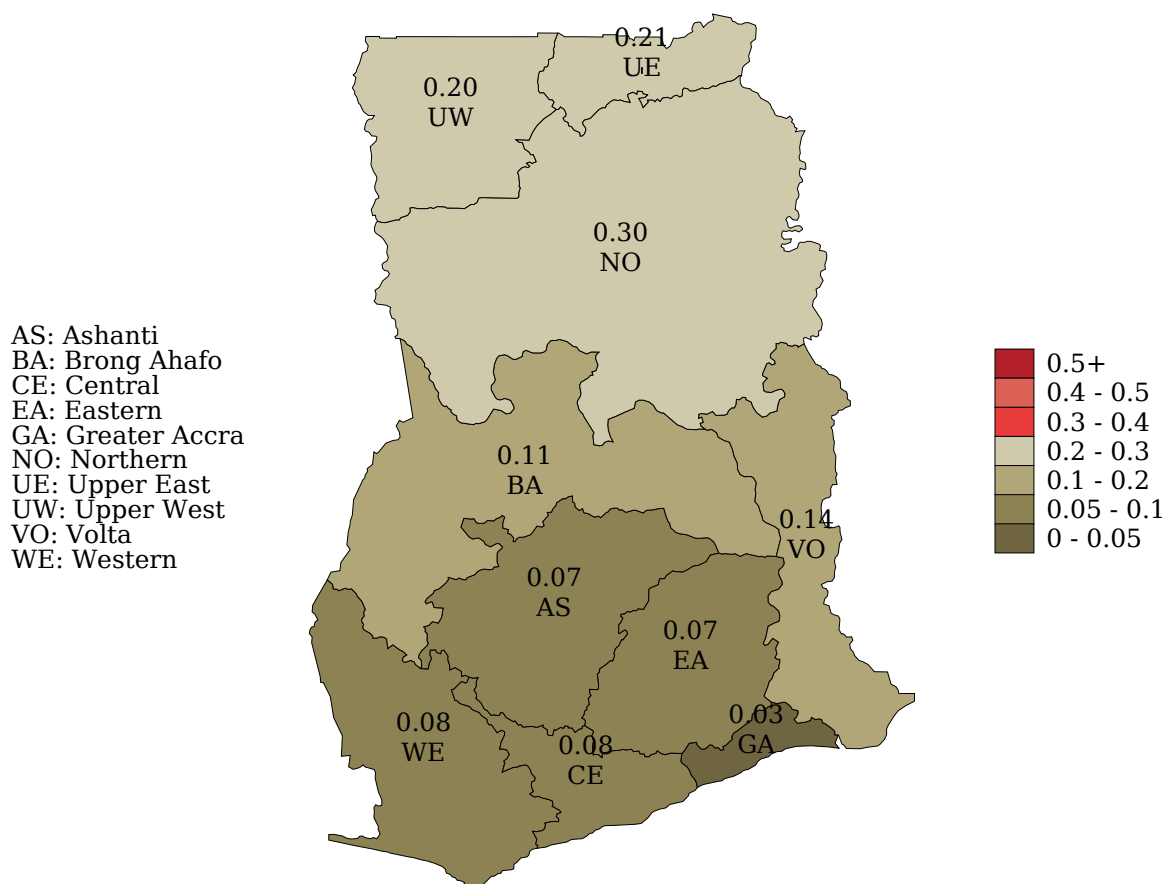 0.21
UE
0.20
UW
0.30
NO
AS: Ashanti
BA: Brong Ahafo
CE: Central
EA: Eastern
GA: Greater Accra
NO: Northern
UE: Upper East
UW: Upper West
VO: Volta
WE: Western
0.5+
0.4 - 0.5
0.3 - 0.4
0.2 - 0.3
0.1 - 0.2
0.05 - 0.1
0 - 0.05
0.11
BA
0.14
VO
0.07
AS
0.07
EA
0.08
WE
0.08
CE
0.03
GA